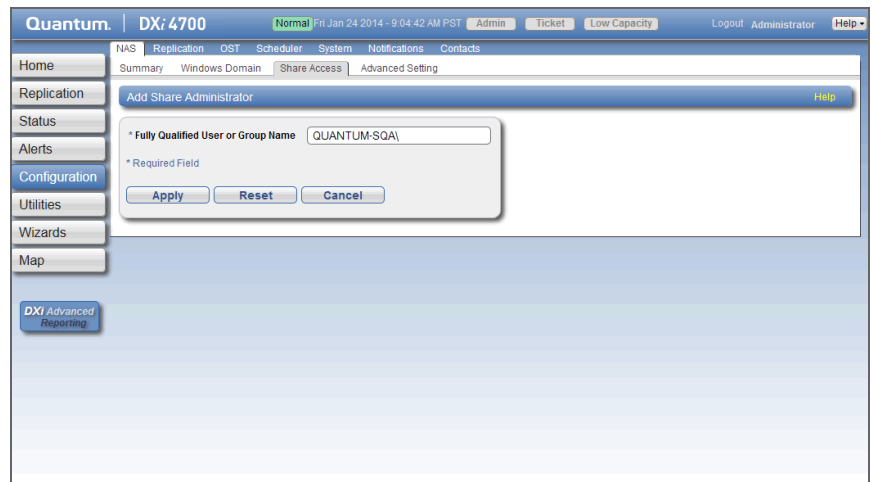 Quantum. DXi 4700 Normal Fri Jan 24 2014 - 9:04:42 AM PST Admin Ticket Low Capacity Logout Administrator Help
NAS Replication OST Scheduler System Notifications Contacts
Summary Windows Domain Share Access Advanced Setting
Home
Replication
Status
Alerts
Configuration
Utilities
Wizards
Map
DXi Advanced
Reporting
Add Share Administrator Help
* Fully Qualified User or Group Name QUANTUM-SQA\
* Required Field
Apply Reset Cancel